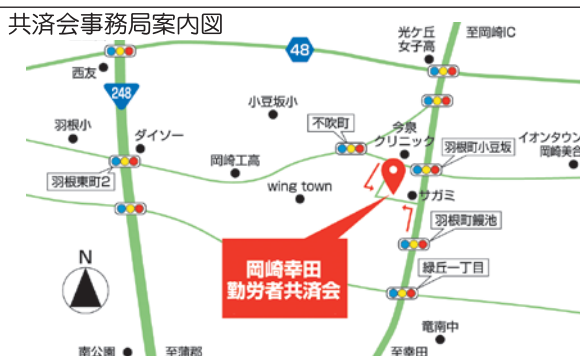 共済会事務局案内図
光ケ丘
女子高
至岡崎IC
48
西友
248
小豆坂小
羽根小
ダイソー
不吹町
今泉
クリニック
羽根町小豆坂
イオンタウン
岡崎美合
岡崎工高
羽根東町2
wing town
サガミ
羽根町鰻池
岡崎幸田
勤労者共済会
緑丘一丁目
N
竜南中
南公園
至蒲郡
至幸田